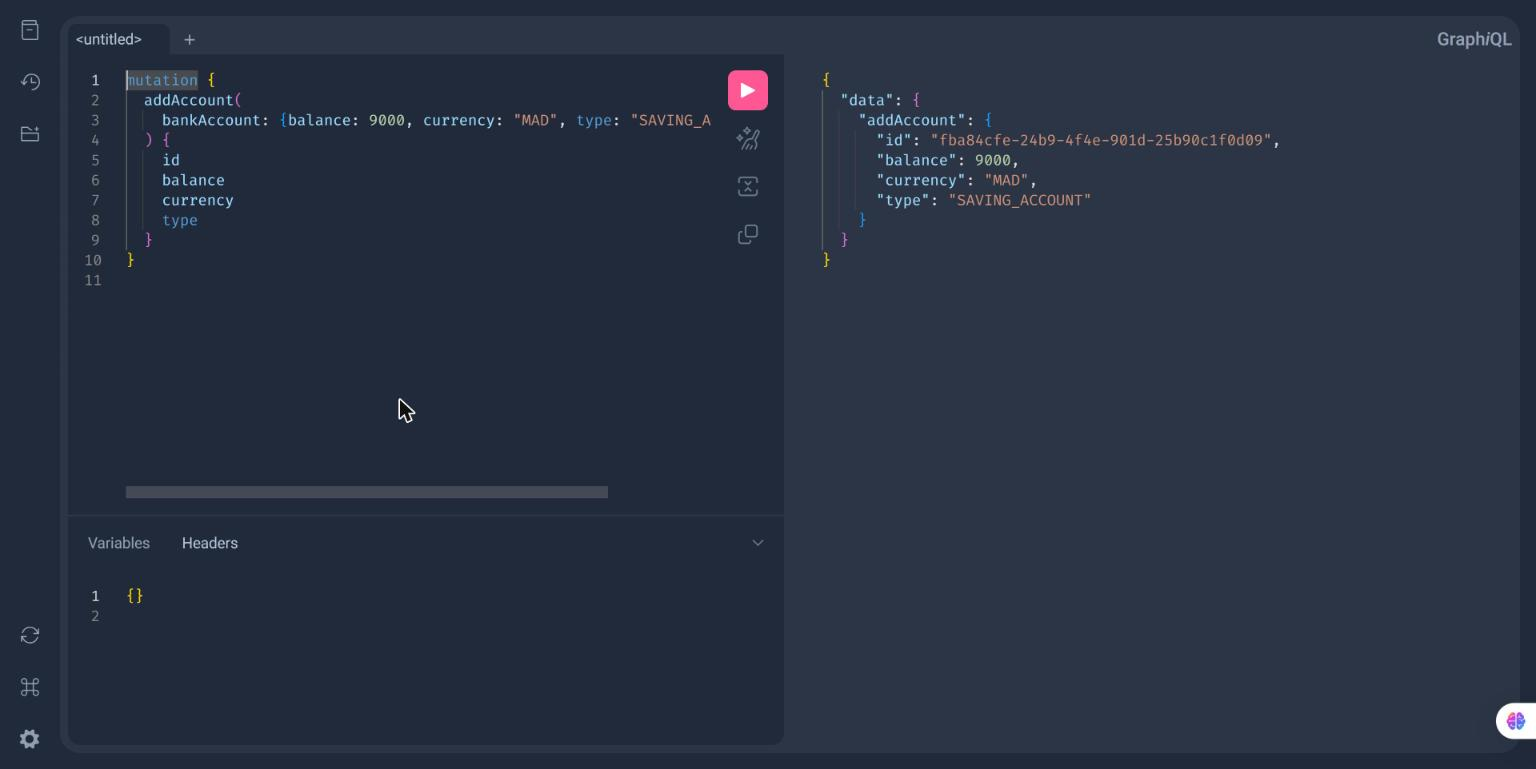 <untitled>
GraphiQL
1 mutation {
2   addAccount(
3     bankAccount: {balance: 9000, currency: "MAD", type: "SAVING_A
4   ) {
5     id
6     balance
7     currency
8     type
9   }
10 }
11
{
  "data": {
    "addAccount": {
      "id": "fba84cfe-24b9-4f4e-901d-25b90c1f0d09",
      "balance": 9000,
      "currency": "MAD",
      "type": "SAVING_ACCOUNT"
    }
  }
}
Variables Headers
1 {}
2